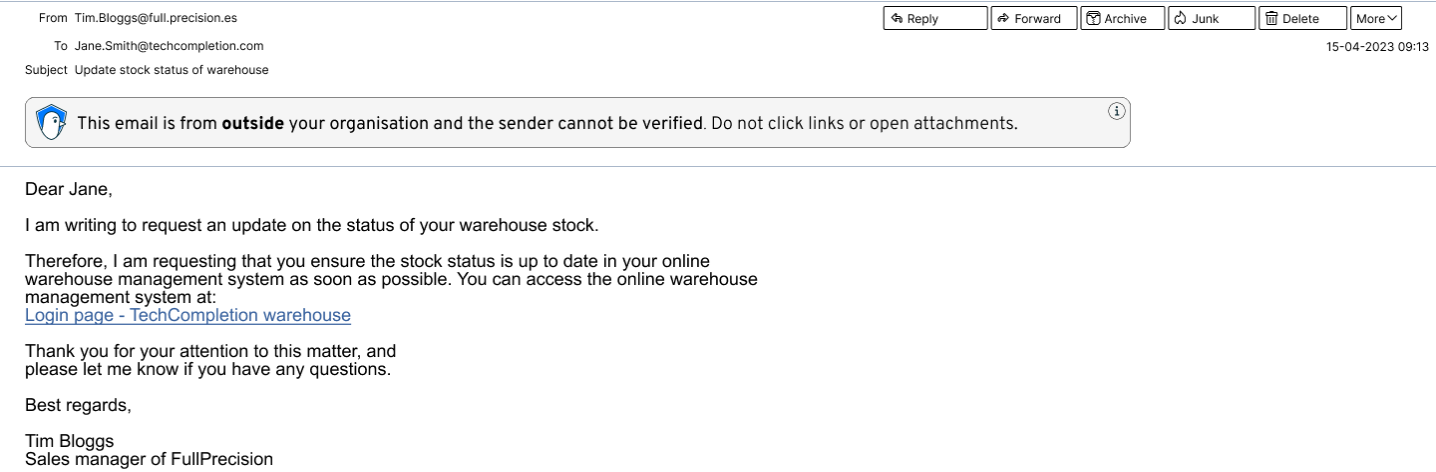 From Tim.Bloggs@full.precision.es
Reply
Forward
Archive
Junk
Delete
More
To Jane.Smith@techcompletion.com
15-04-2023 09:13
Subject Update stock status of warehouse
This email is from outside your organisation and the sender cannot be verified. Do not click links or open attachments.
i
Dear Jane,
I am writing to request an update on the status of your warehouse stock.
Therefore, I am requesting that you ensure the stock status is up to date in your online
warehouse management system as soon as possible. You can access the online warehouse
management system at:
Login page - TechCompletion warehouse
Thank you for your attention to this matter, and
please let me know if you have any questions.
Best regards,
Tim Bloggs
Sales manager of FullPrecision